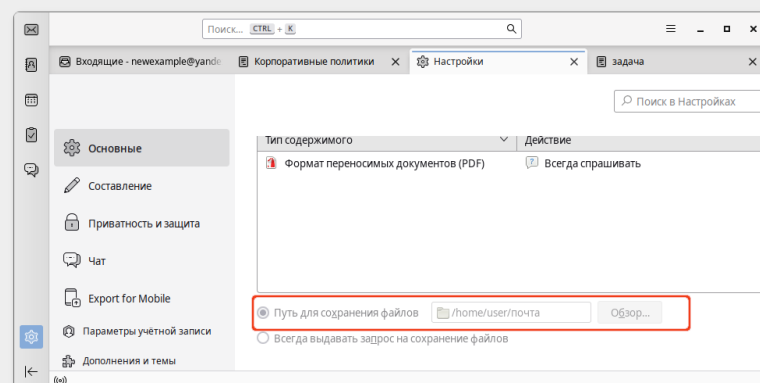 Поиск... CTRL + K
Входящие - newexample@yande
Корпоративные политики
Настройки
задача
Поиск в Настройках
Основные
Составление
Приватность и защита
Чат
Export for Mobile
Параметры учётной записи
Дополнения и темы
Тип содержимого
Действие
Формат переносимых документов (PDF)
Всегда спрашивать
Путь для сохранения файлов
/home/user/почта
Обзор...
Всегда выдавать запрос на сохранение файлов